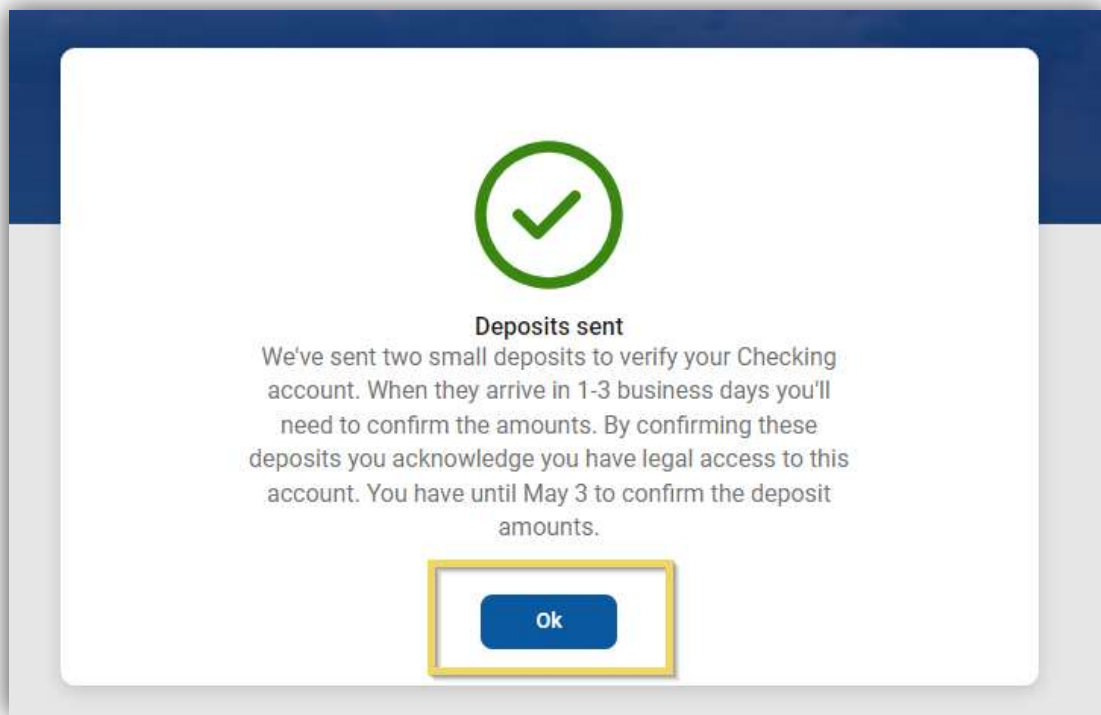 Deposits sent
We've sent two small deposits to verify your Checking
account. When they arrive in 1-3 business days you'll
need to confirm the amounts. By confirming these
deposits you acknowledge you have legal access to this
account. You have until May 3 to confirm the deposit
amounts.
Ok